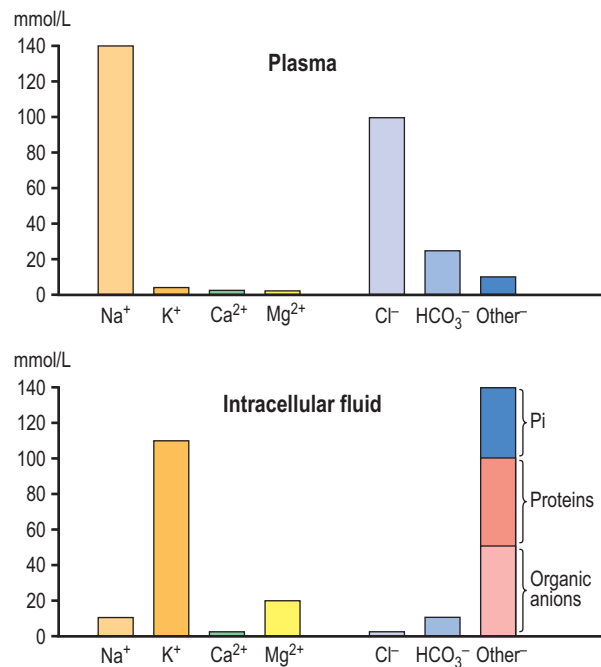 mmol/L
Plasma
140
120
100
80
60
40
20
0
Na⁺ K⁺ Ca²⁺ Mg²⁺ Cl⁻ HCO₃⁻ Other⁻
mmol/L
Intracellular fluid
140
120
100
80
60
40
20
0
Pi
Proteins
Organic
anions
Na⁺ K⁺ Ca²⁺ Mg²⁺ Cl⁻ HCO₃⁻ Other⁻